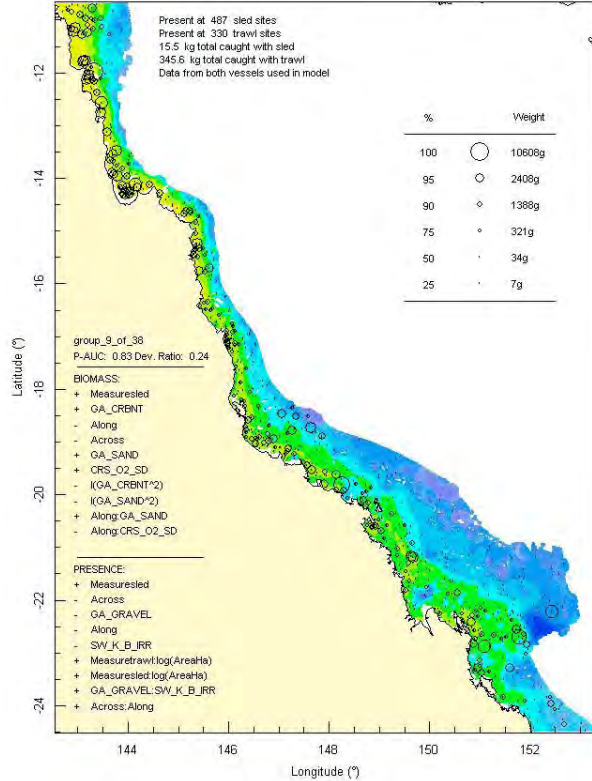 Present at 487 sled sites
Present at 330 trawl sites
15.5 kg total caught with sled
345.6 kg total caught with trawl
Data from both vessels used in model
% Weight
100 10608g
95 2408g
90 1388g
75 321g
50 34g
25 7g
-12
-14
-16
-18
-20
-22
-24
Latitude (°)
group_9_of_38
P-AUC: 0.83 Dev. Ratio: 0.24
BIOMASS:
+ Measuresled
+ GA_CRBNT
- Along
- Across
+ GA_SAND
+ CRS_O2_SD
- I(GA_CRBNT^2)
- I(GA_SAND^2)
+ Along:GA_SAND
- Along:CRS_O2_SD
PRESENCE:
+ Measuresled
- Across
- GA_GRAVEL
- Along
- SW_K_B_IRR
+ Measuretrawl:log(AreaHa)
+ Measuresled:log(AreaHa)
+ GA_GRAVEL:SW_K_B_IRR
+ Across:Along
144 146 148 150 152
Longitude (°)